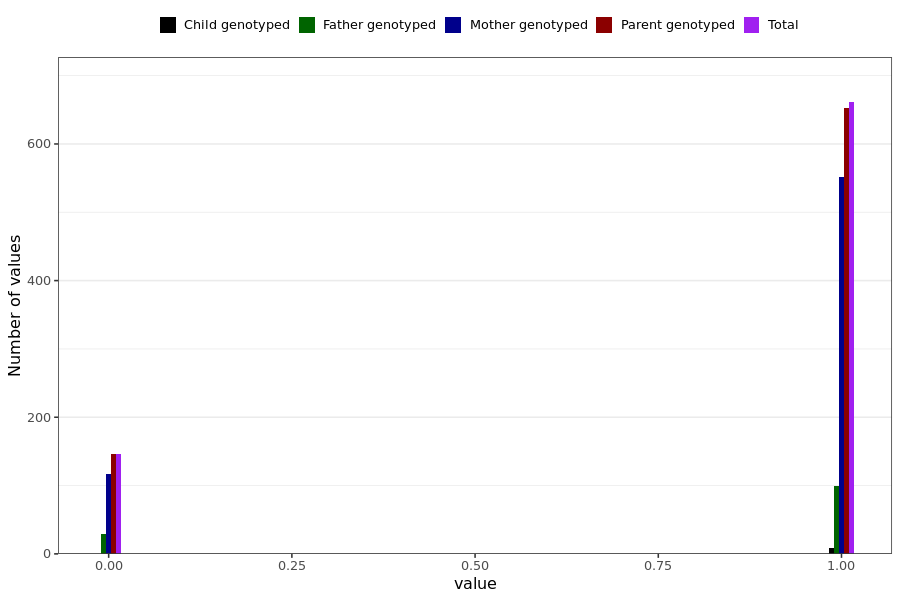 Child genotyped Father genotyped Mother genotyped Parent genotyped Total
Number of values
600
400
200
0
0.00 0.25 0.50 0.75 1.00
value